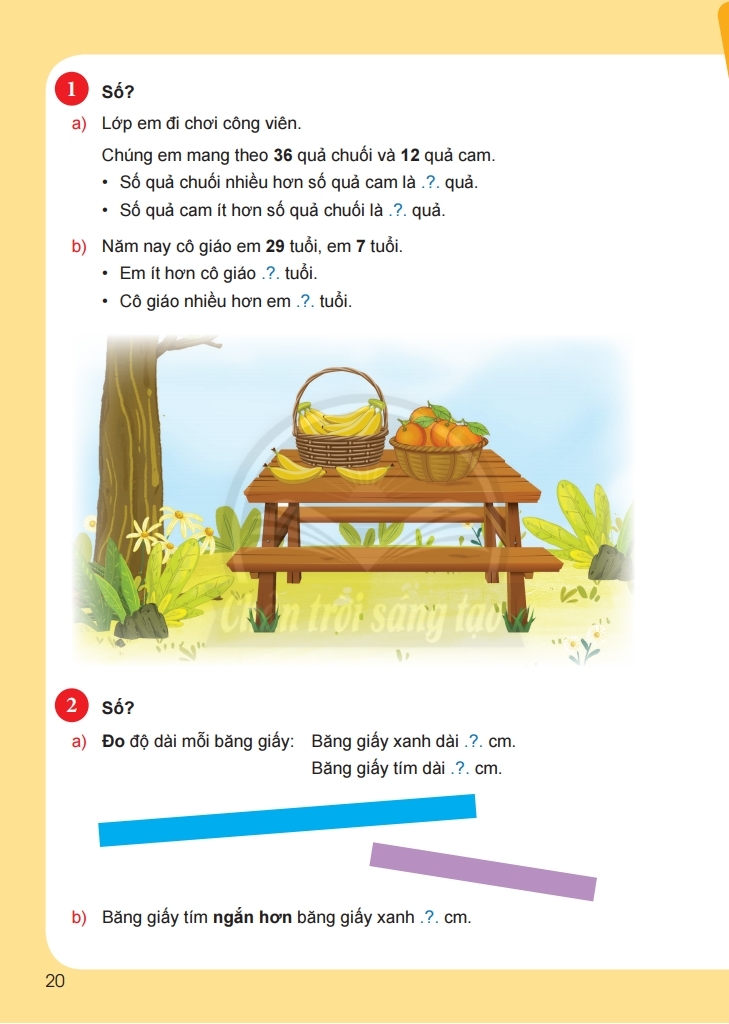 1 Số?
a) Lớp em đi chơi công viên.
Chúng em mang theo 36 quả chuối và 12 quả cam.
• Số quả chuối nhiều hơn số quả cam là .?. quả.
• Số quả cam ít hơn số quả chuối là .?. quả.
b) Năm nay cô giáo em 29 tuổi, em 7 tuổi.
• Em ít hơn cô giáo .?. tuổi.
• Cô giáo nhiều hơn em .?. tuổi.
Chân trời sáng tạo
2 Số?
a) Đo độ dài mỗi băng giấy: Băng giấy xanh dài .?. cm.
Băng giấy tím dài .?. cm.
b) Băng giấy tím ngắn hơn băng giấy xanh .?. cm.
20